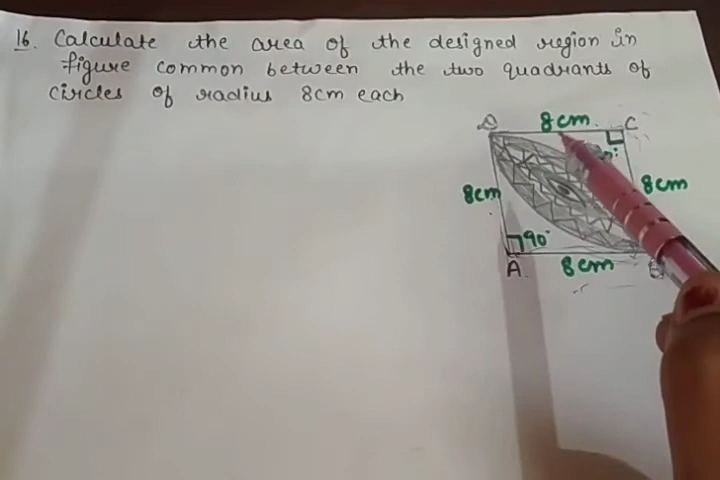 16. Calculate the area of the designed region in
figure common between the two quadrants of
circles of radius 8cm each
D 8cm. C
8cm 8cm
90°
A 8cm